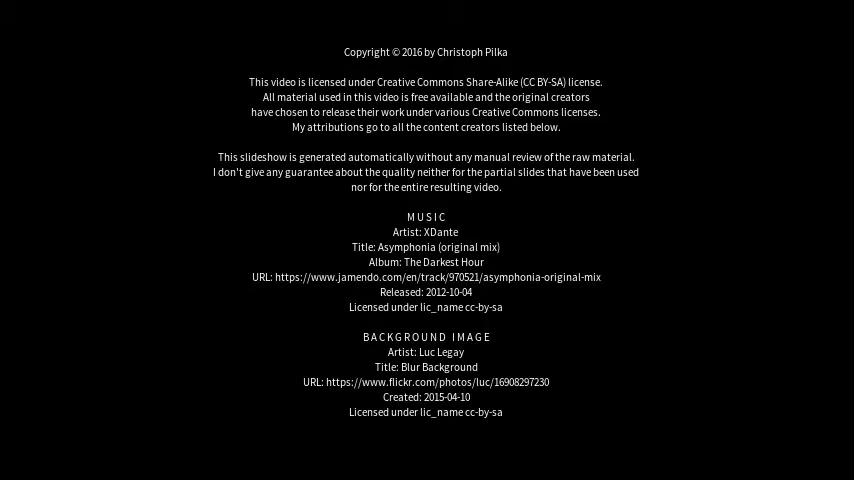 Copyright © 2016 by Christoph Pilka
This video is licensed under Creative Commons Share-Alike (CC BY-SA) license.
All material used in this video is free available and the original creators
have chosen to release their work under various Creative Commons licenses.
My attributions go to all the content creators listed below.
This slideshow is generated automatically without any manual review of the raw material.
I don't give any guarantee about the quality neither for the partial slides that have been used
nor for the entire resulting video.
MUSIC
Artist: XDante
Title: Asymphonia (original mix)
Album: The Darkest Hour
URL: https://www.jamendo.com/en/track/970521/asymphonia-original-mix
Released: 2012-10-04
Licensed under lic_name cc-by-sa
BACKGROUND IMAGE
Artist: Luc Legay
Title: Blur Background
URL: https://www.flickr.com/photos/luc/16908297230
Created: 2015-04-10
Licensed under lic_name cc-by-sa